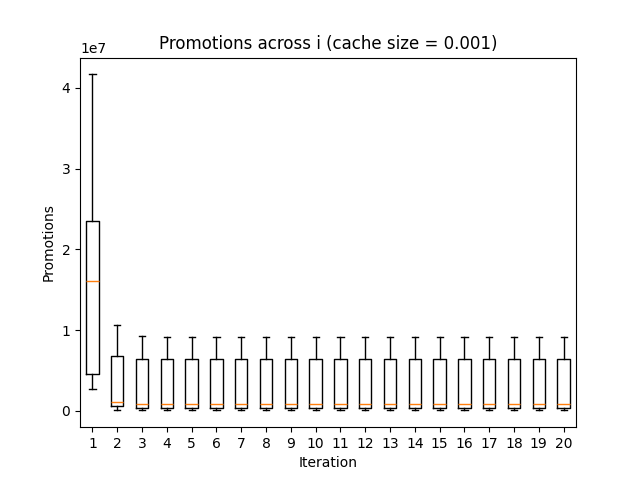 Promotions across i (cache size = 0.001)
1e7
4
3
2
1
0
Promotions
1 2 3 4 5 6 7 8 9 10 11 12 13 14 15 16 17 18 19 20
Iteration